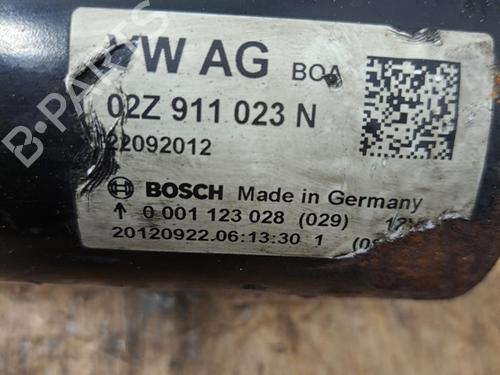 VW AG BOA
02Z 911 023 N
22092012
BOSCH Made in Germany
↑ 0 001 123 028 (029) 12V
20120922.06:13:30 1
B-PARTS